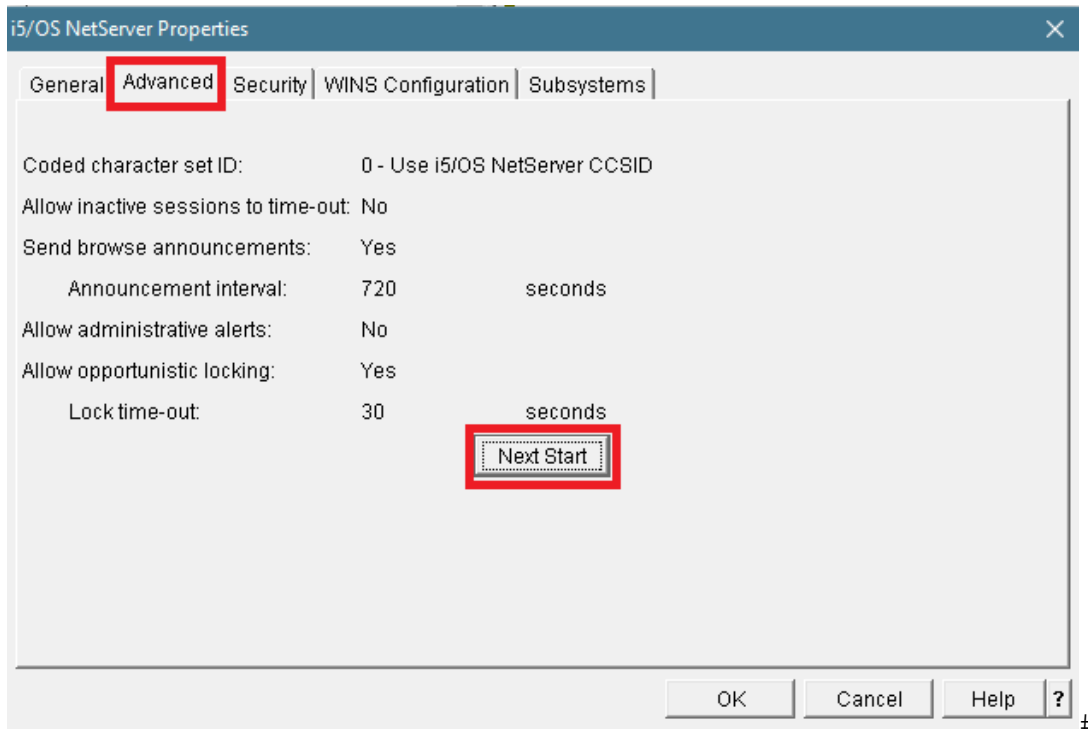 i5/OS NetServer Properties
General Advanced Security WINS Configuration Subsystems
Coded character set ID: 0 - Use i5/OS NetServer CCSID
Allow inactive sessions to time-out: No
Send browse announcements: Yes
Announcement interval: 720 seconds
Allow administrative alerts: No
Allow opportunistic locking: Yes
Lock time-out: 30 seconds
Next Start
OK Cancel Help ?